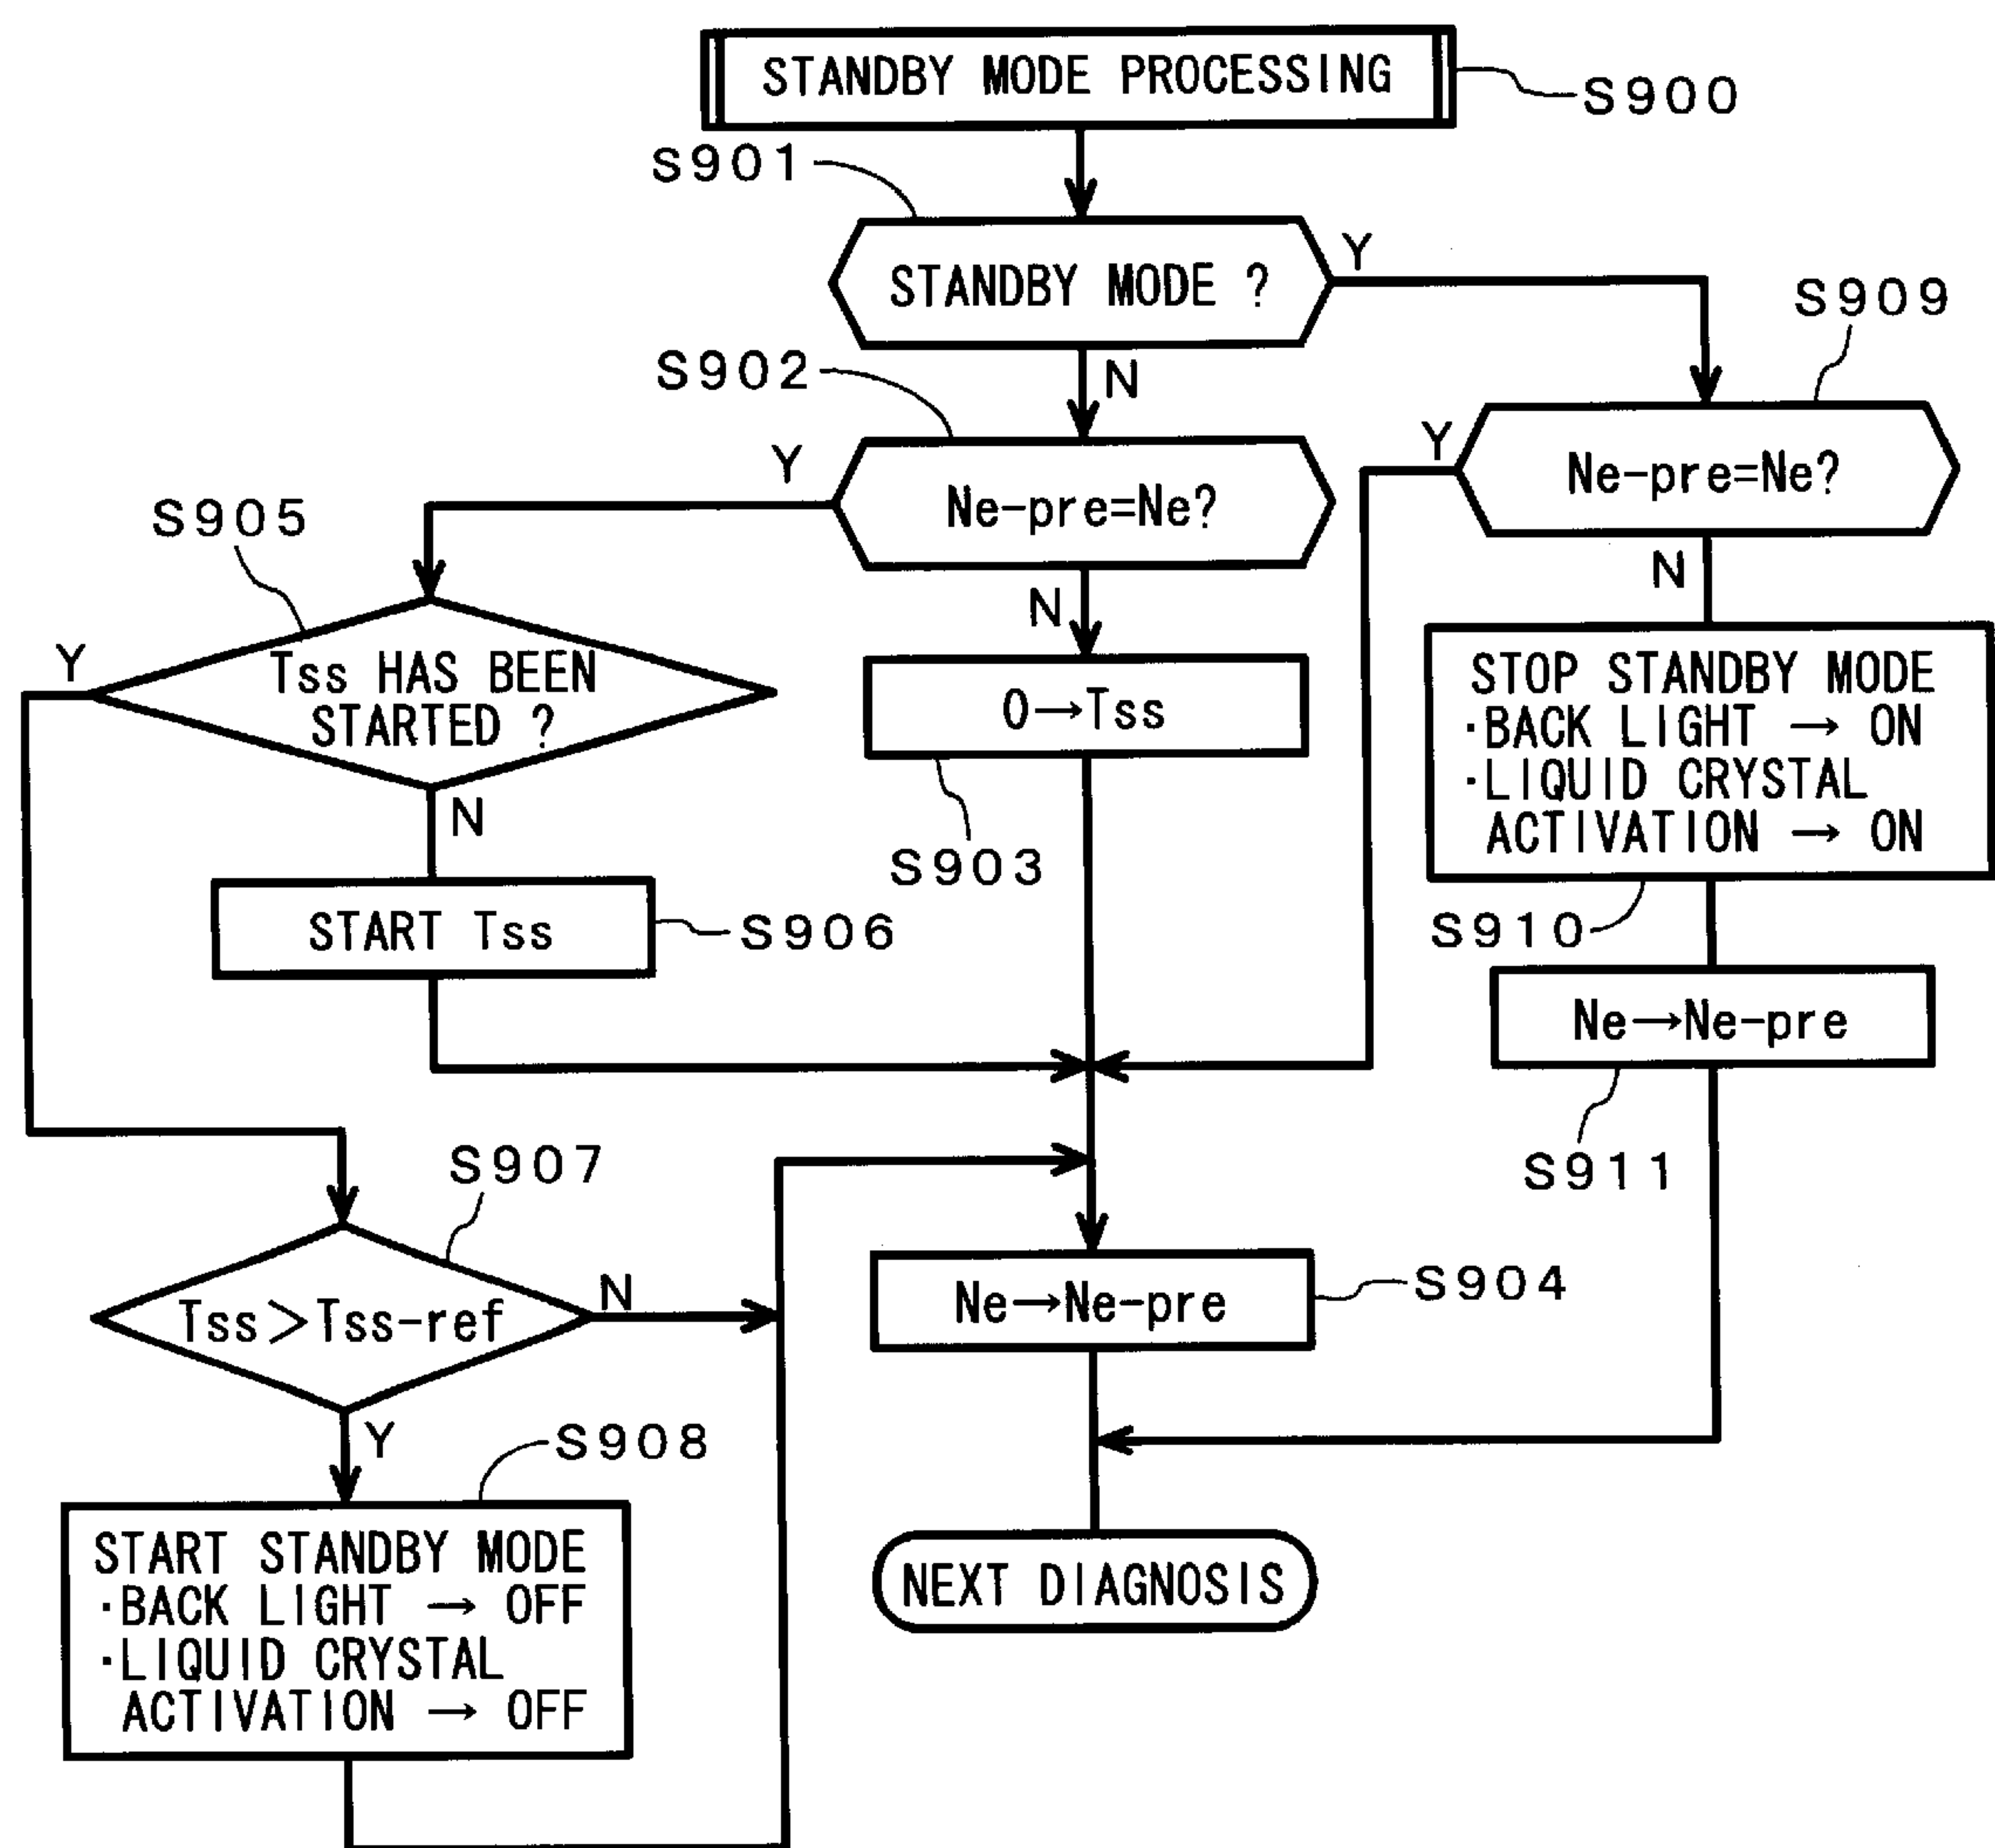 STANDBY MODE PROCESSING
S900
S901
STANDBY MODE ?
Y
S909
S902
N
Y
Ne-pre=Ne?
Y
Ne-pre=Ne?
S905
N
N
Y
Tss HAS BEEN
STARTED ?
0→Tss
STOP STANDBY MODE
·BACK LIGHT → ON
·LIQUID CRYSTAL
ACTIVATION → ON
N
S903
START Tss
S906
S910
Ne→Ne-pre
S907
S911
Tss>Tss-ref
N
Ne→Ne-pre
S904
Y
S908
START STANDBY MODE
·BACK LIGHT → OFF
·LIQUID CRYSTAL
ACTIVATION → OFF
NEXT DIAGNOSIS